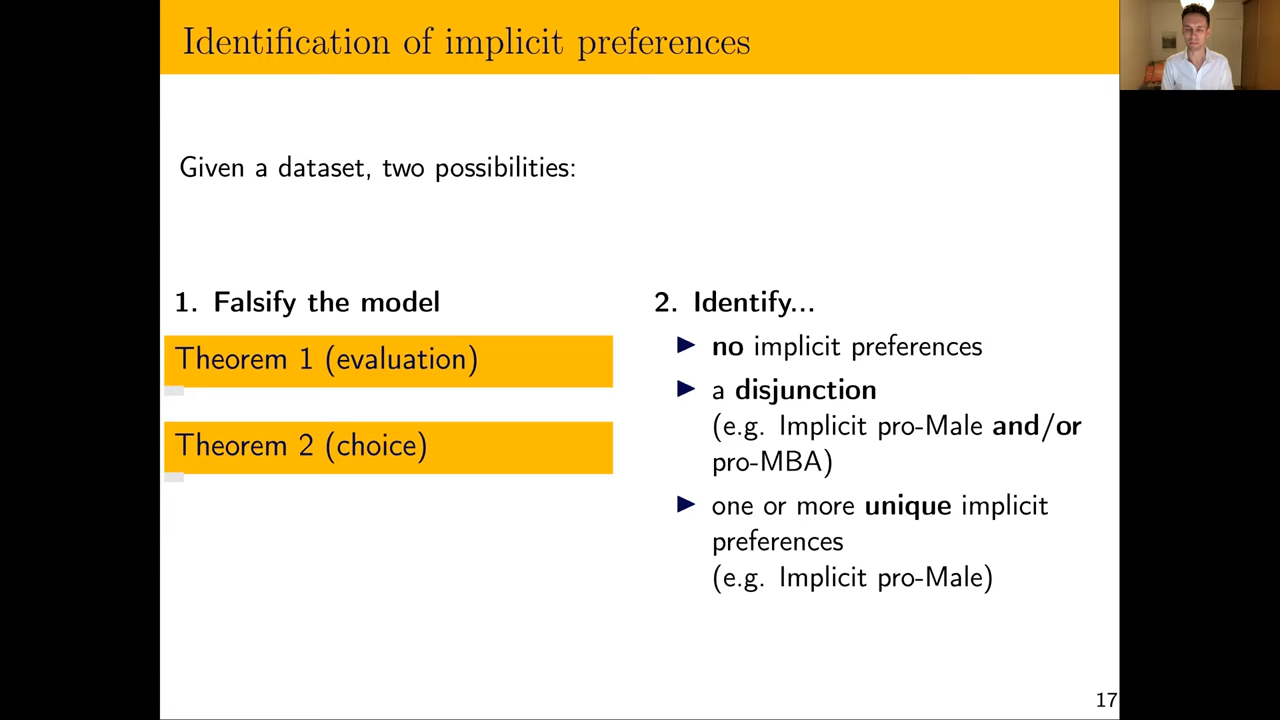 Identification of implicit preferences
Given a dataset, two possibilities:
1. Falsify the model
Theorem 1 (evaluation)
Theorem 2 (choice)
2. Identify...
▶ no implicit preferences
▶ a disjunction
(e.g. Implicit pro-Male and/or
pro-MBA)
▶ one or more unique implicit
preferences
(e.g. Implicit pro-Male)
17